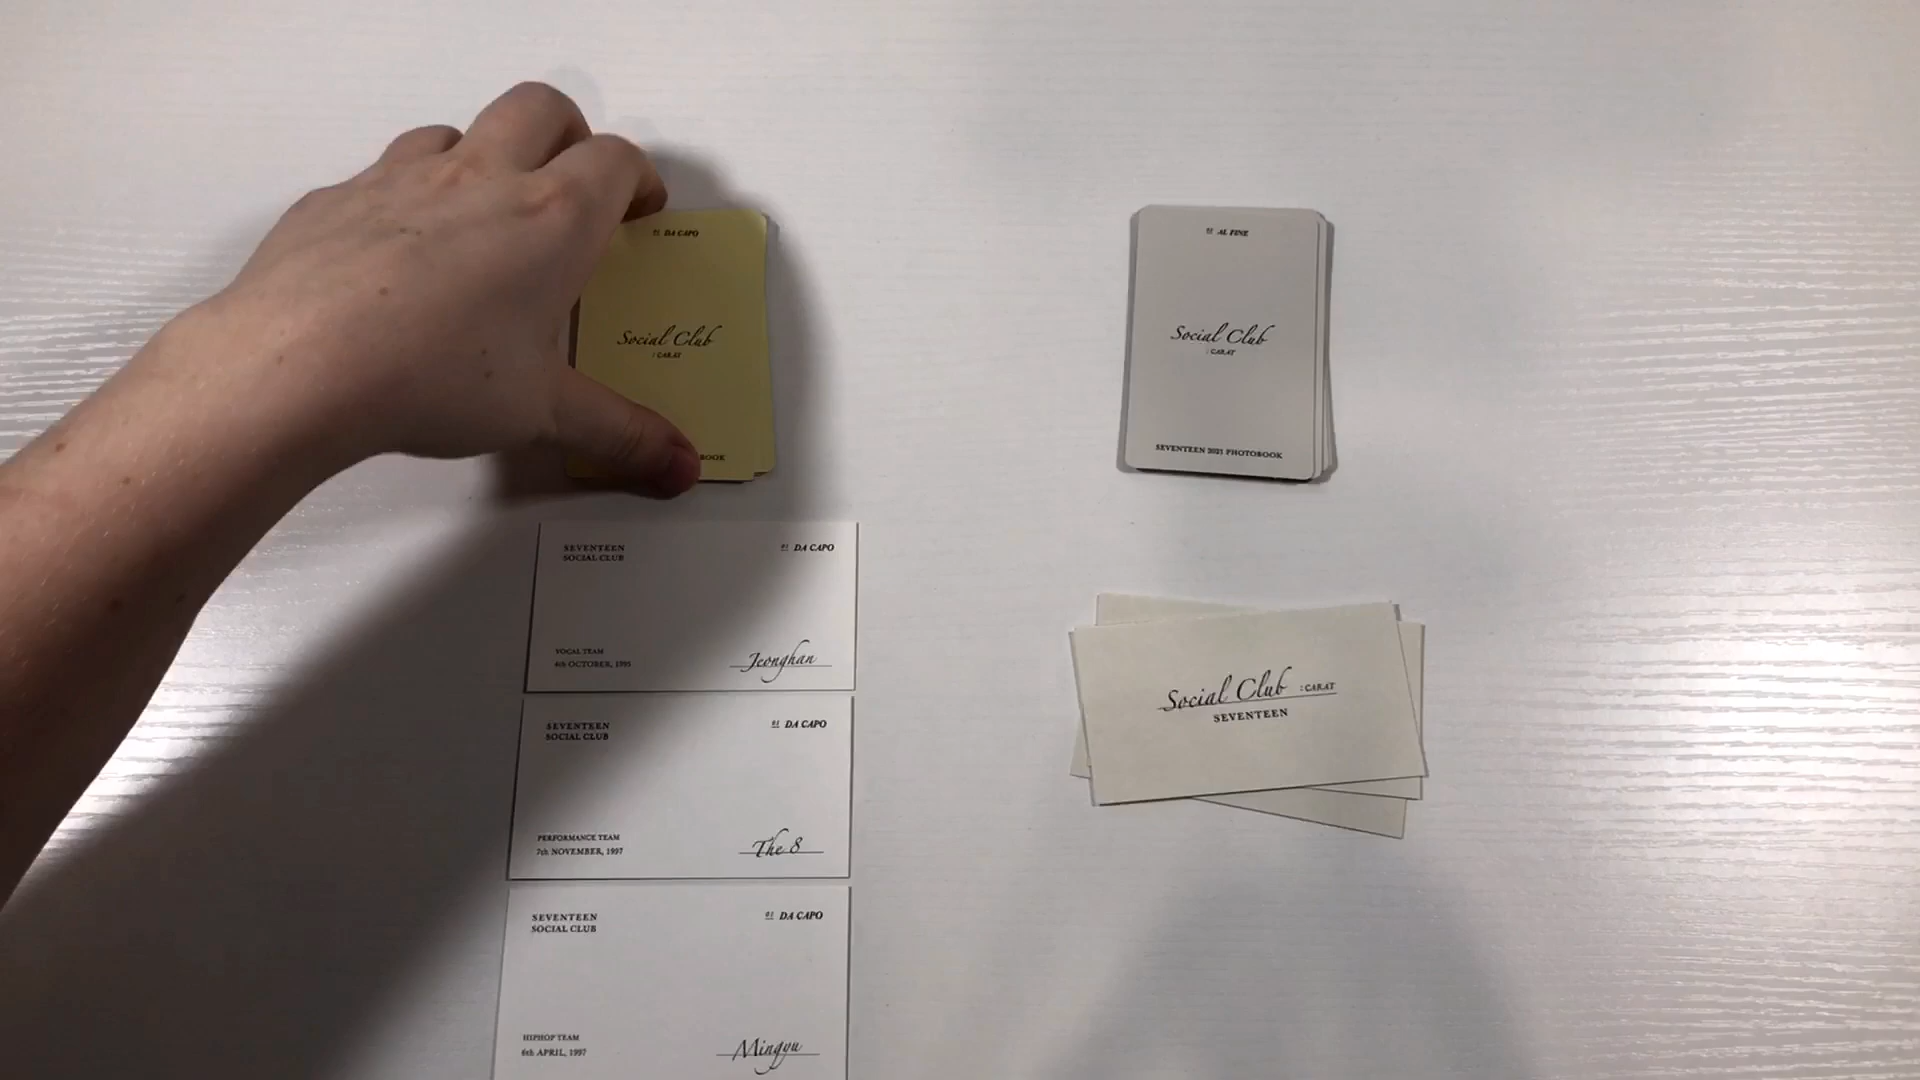 01 DA CAPO
Social Club
: CARAT
BOOK
02 AL FINE
Social Club
: CARAT
SEVENTEEN 2021 PHOTOBOOK
SEVENTEEN
SOCIAL CLUB
01 DA CAPO
VOCAL TEAM
4th OCTOBER, 1995
Jeonghan
SEVENTEEN
SOCIAL CLUB
01 DA CAPO
PERFORMANCE TEAM
7th NOVEMBER, 1997
The 8
SEVENTEEN
SOCIAL CLUB
01 DA CAPO
HIPHOP TEAM
6th APRIL, 1997
Mingyu
Social Club : CARAT
SEVENTEEN